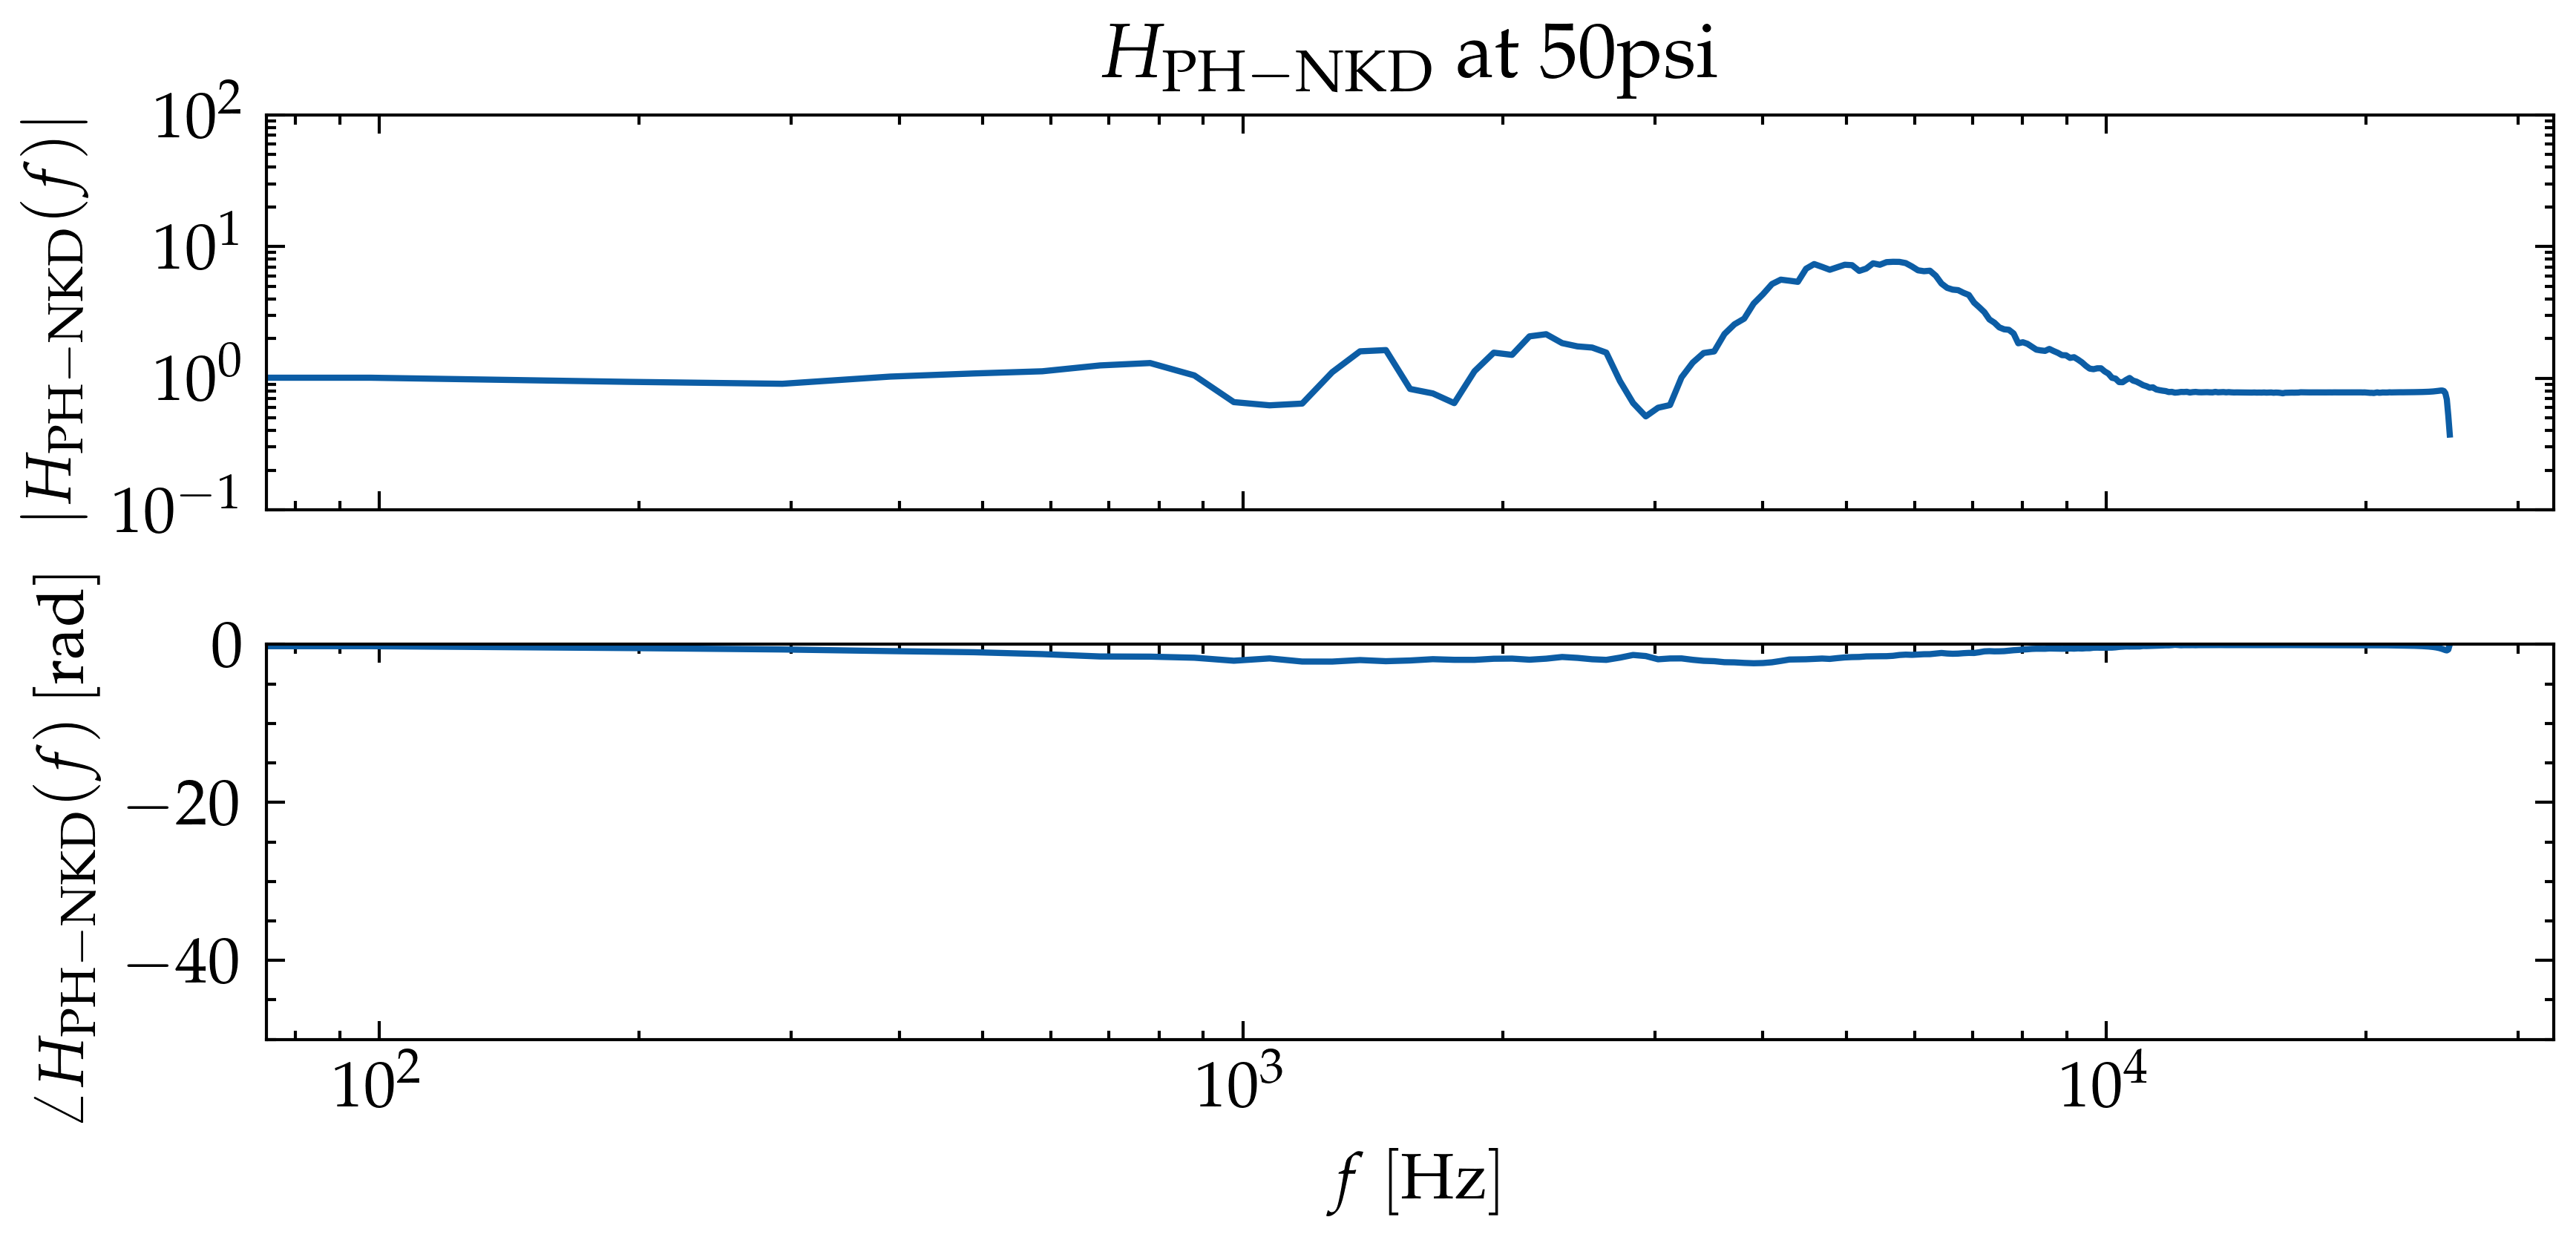 H_PH−NKD at 50psi
|H_PH−NKD(f)|
10^2
10^1
10^0
10^−1
∠H_PH−NKD(f) [rad]
0
−20
−40
10^2 10^3 10^4
f [Hz]